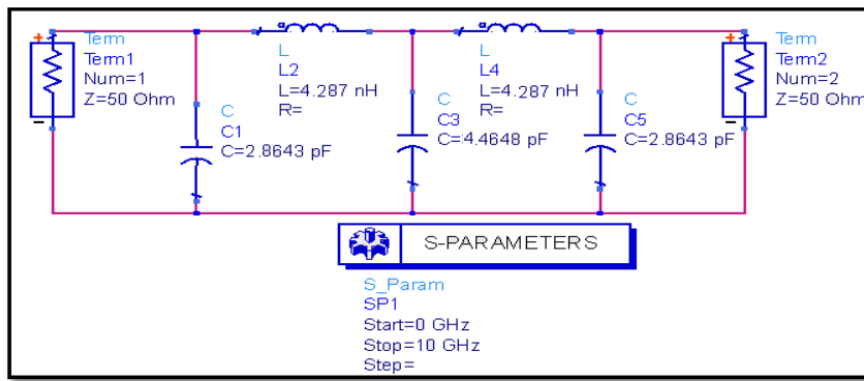 Term
Term1
Num=1
Z=50 Ohm
L
L2
L=4.287 nH
R=
L
L4
L=4.287 nH
R=
Term
Term2
Num=2
Z=50 Ohm
C
C1
C=2.8643 pF
C
C3
C=4.4648 pF
C
C5
C=2.8643 pF
S-PARAMETERS
S_Param
SP1
Start=0 GHz
Stop=10 GHz
Step=